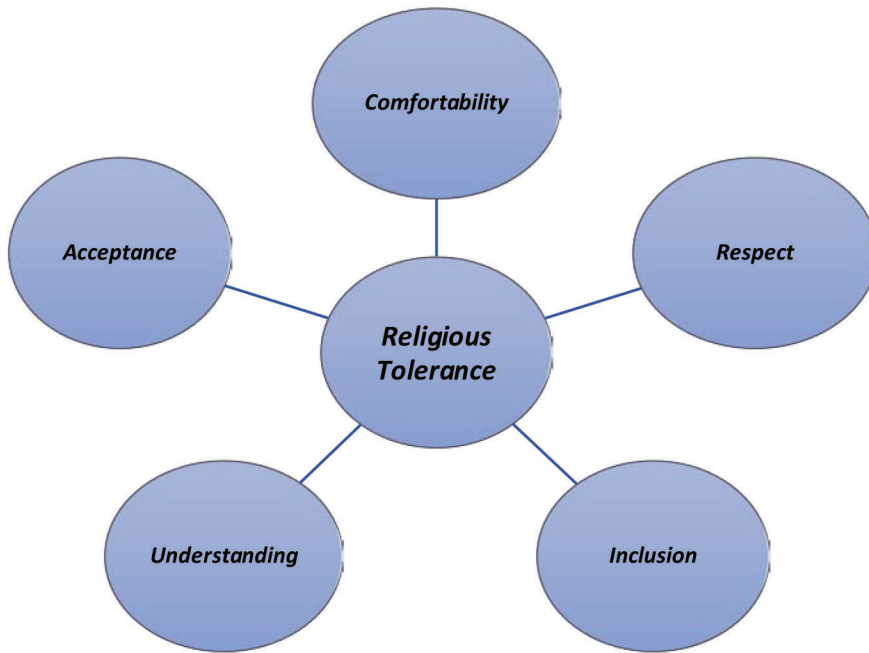 Comfortability
Acceptance
Respect
Religious
Tolerance
Understanding
Inclusion